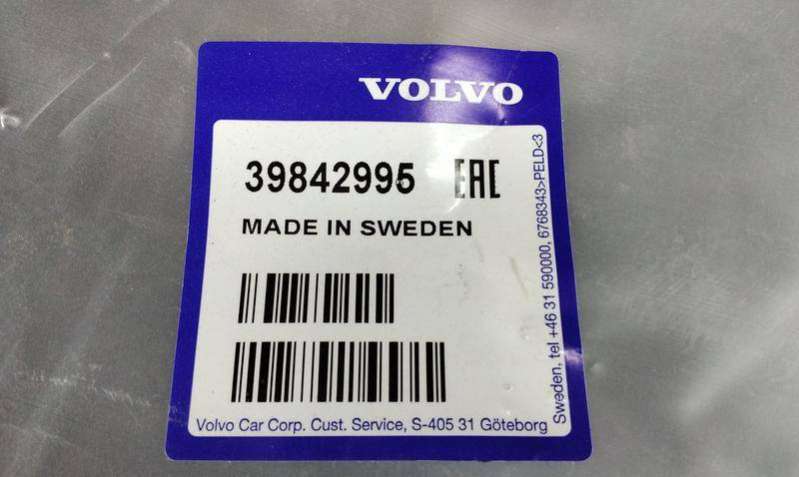 VOLVO
39842995 EAC
MADE IN SWEDEN
Volvo Car Corp. Cust. Service, S-405 31 Göteborg
Sweden, tel +46 31 590000, 6768343>PELD<3